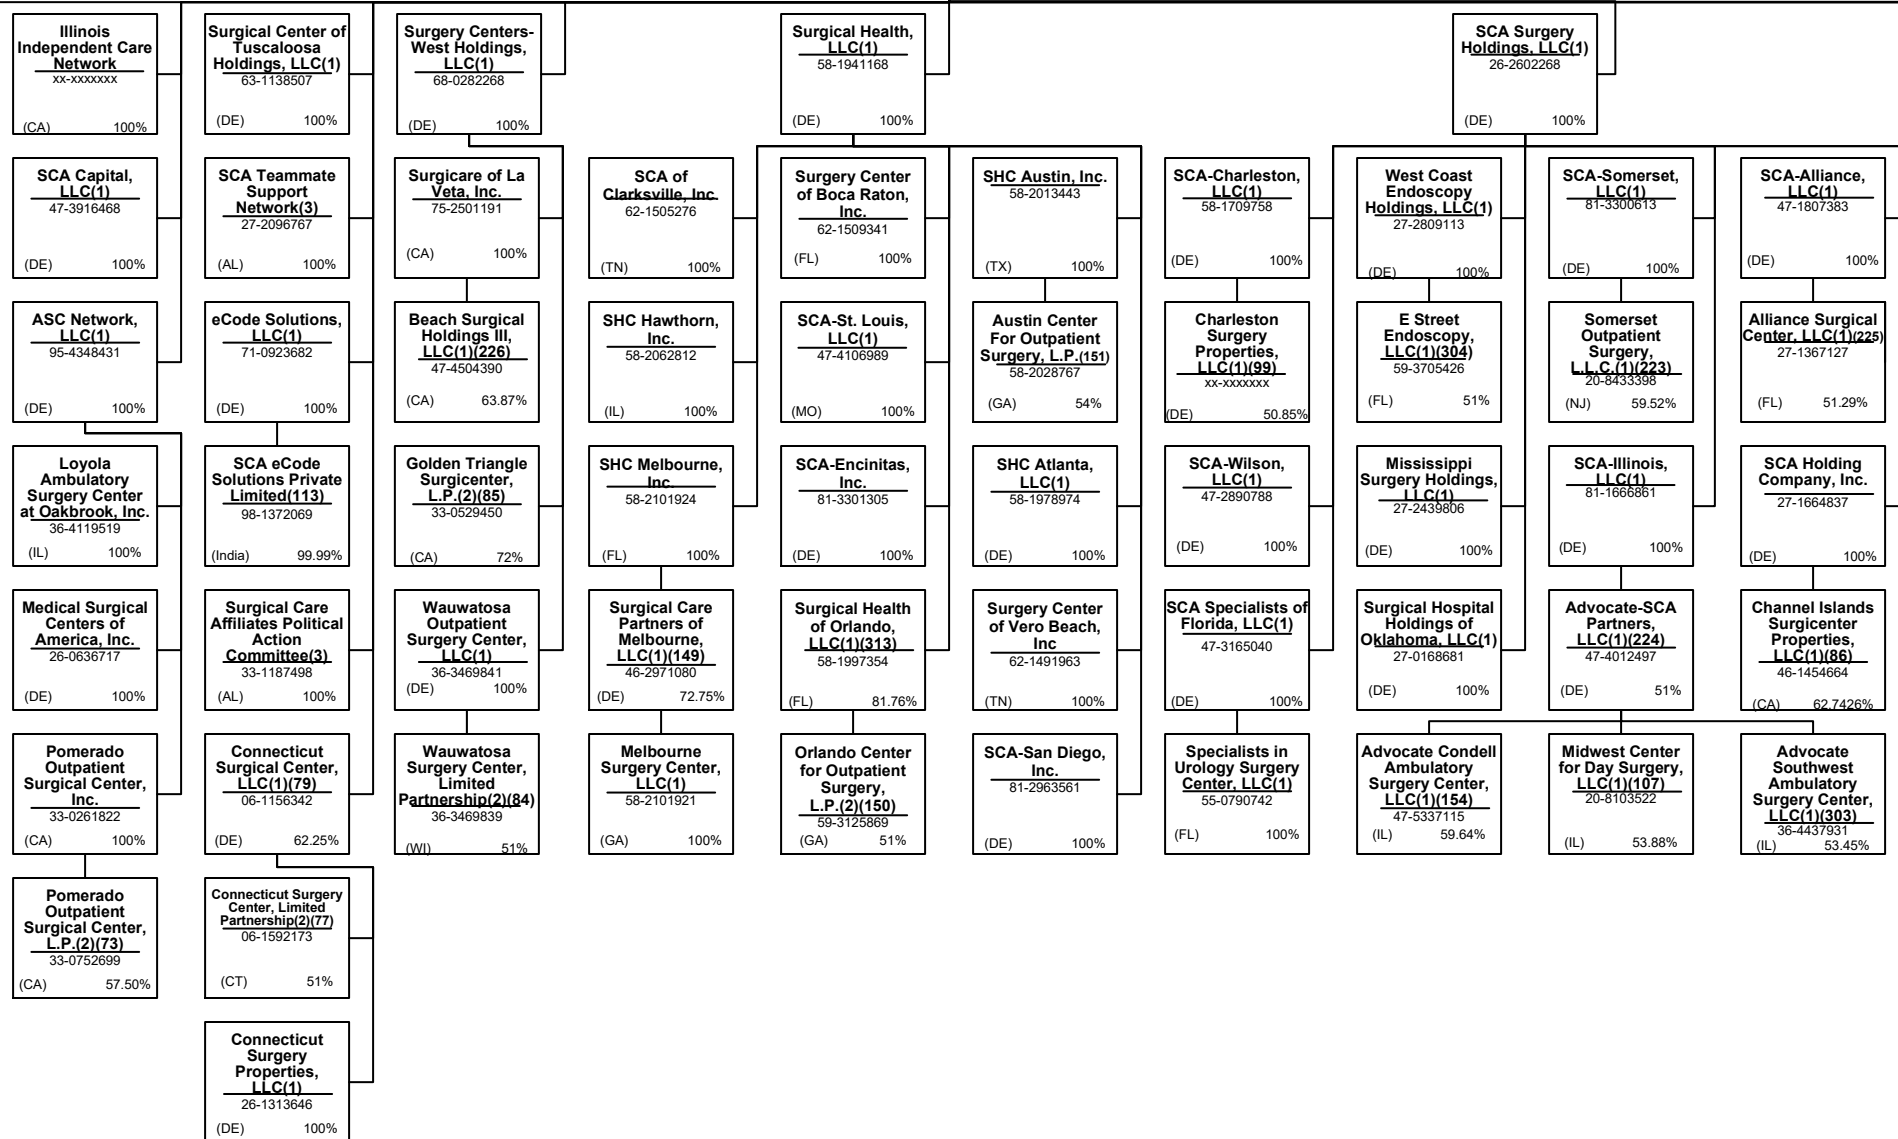 Illinois
Independent Care
Network
xx-xxxxxxx
(CA) 100%
Surgical Center of
Tuscaloosa
Holdings, LLC(1)
63-1138507
(DE) 100%
Surgery Centers-
West Holdings,
LLC(1)
68-0282268
(DE) 100%
Surgical Health,
LLC(1)
58-1941168
(DE) 100%
SCA Surgery
Holdings, LLC(1)
26-2602268
(DE) 100%
SCA Capital,
LLC(1)
47-3916468
(DE) 100%
SCA Teammate
Support
Network(3)
27-2096767
(AL) 100%
Surgicare of La
Veta, Inc.
75-2501191
(CA) 100%
SCA of
Clarksville, Inc.
62-1505276
(TN) 100%
Surgery Center
of Boca Raton,
Inc.
62-1509341
(FL) 100%
SHC Austin, Inc.
58-2013443
(TX) 100%
SCA-Charleston,
LLC(1)
58-1709758
(DE) 100%
West Coast
Endoscopy
Holdings, LLC(1)
27-2809113
(DE) 100%
SCA-Somerset,
LLC(1)
81-3300613
(DE) 100%
SCA-Alliance,
LLC(1)
47-1807383
(DE) 100%
ASC Network,
LLC(1)
95-4348431
(DE) 100%
eCode Solutions,
LLC(1)
71-0923682
(DE) 100%
Beach Surgical
Holdings III,
LLC(1)(226)
47-4504390
(CA) 63.87%
SHC Hawthorn,
Inc.
58-2062812
(IL) 100%
SCA-St. Louis,
LLC(1)
47-4106989
(MO) 100%
Austin Center
For Outpatient
Surgery, L.P.(151)
58-2028767
(GA) 54%
Charleston
Surgery
Properties,
LLC(1)(99)
xx-xxxxxxx
(DE) 50.85%
E Street
Endoscopy,
LLC(1)(304)
59-3705426
(FL) 51%
Somerset
Outpatient
Surgery,
L.L.C.(1)(223)
20-8433398
(NJ) 59.52%
Alliance Surgical
Center, LLC(1)(225)
27-1367127
(FL) 51.29%
Loyola
Ambulatory
Surgery Center
at Oakbrook, Inc.
36-4119519
(IL) 100%
SCA eCode
Solutions Private
Limited(113)
98-1372069
(India) 99.99%
Golden Triangle
Surgicenter,
L.P.(2)(85)
33-0529450
(CA) 72%
SHC Melbourne,
Inc.
58-2101924
(FL) 100%
SCA-Encinitas,
Inc.
81-3301305
(DE) 100%
SHC Atlanta,
LLC(1)
58-1978974
(DE) 100%
SCA-Wilson,
LLC(1)
47-2890788
(DE) 100%
Mississippi
Surgery Holdings,
LLC(1)
27-2439806
(DE) 100%
SCA-Illinois,
LLC(1)
81-1666861
(DE) 100%
SCA Holding
Company, Inc.
27-1664837
(DE) 100%
Medical Surgical
Centers of
America, Inc.
26-0636717
(DE) 100%
Surgical Care
Affiliates Political
Action
Committee(3)
33-1187498
(AL) 100%
Wauwatosa
Outpatient
Surgery Center,
LLC(1)
36-3469841
(DE) 100%
Surgical Care
Partners of
Melbourne,
LLC(1)(149)
46-2971080
(DE) 72.75%
Surgical Health
of Orlando,
LLC(1)(313)
58-1997354
(FL) 81.76%
Surgery Center
of Vero Beach,
Inc
62-1491963
(TN) 100%
SCA Specialists of
Florida, LLC(1)
47-3165040
(DE) 100%
Surgical Hospital
Holdings of
Oklahoma, LLC(1)
27-0168681
(DE) 100%
Advocate-SCA
Partners,
LLC(1)(224)
47-4012497
(DE) 51%
Channel Islands
Surgicenter
Properties,
LLC(1)(86)
46-1454664
(CA) 62.7426%
Pomerado
Outpatient
Surgical Center,
Inc.
33-0261822
(CA) 100%
Connecticut
Surgical Center,
LLC(1)(79)
06-1156342
(DE) 62.25%
Wauwatosa
Surgery Center,
Limited
Partnership(2)(84)
36-3469839
(WI) 51%
Melbourne
Surgery Center,
LLC(1)
58-2101921
(GA) 100%
Orlando Center
for Outpatient
Surgery,
L.P.(2)(150)
59-3125869
(GA) 51%
SCA-San Diego,
Inc.
81-2963561
(DE) 100%
Specialists in
Urology Surgery
Center, LLC(1)
55-0790742
(FL) 100%
Advocate Condell
Ambulatory
Surgery Center,
LLC(1)(154)
47-5337115
(IL) 59.64%
Midwest Center
for Day Surgery,
LLC(1)(107)
20-8103522
(IL) 53.88%
Advocate
Southwest
Ambulatory
Surgery Center,
LLC(1)(303)
36-4437931
(IL) 53.45%
Pomerado
Outpatient
Surgical Center,
L.P.(2)(73)
33-0752699
(CA) 57.50%
Connecticut Surgery
Center, Limited
Partnership(2)(77)
06-1592173
(CT) 51%
Connecticut
Surgery
Properties,
LLC(1)
26-1313646
(DE) 100%